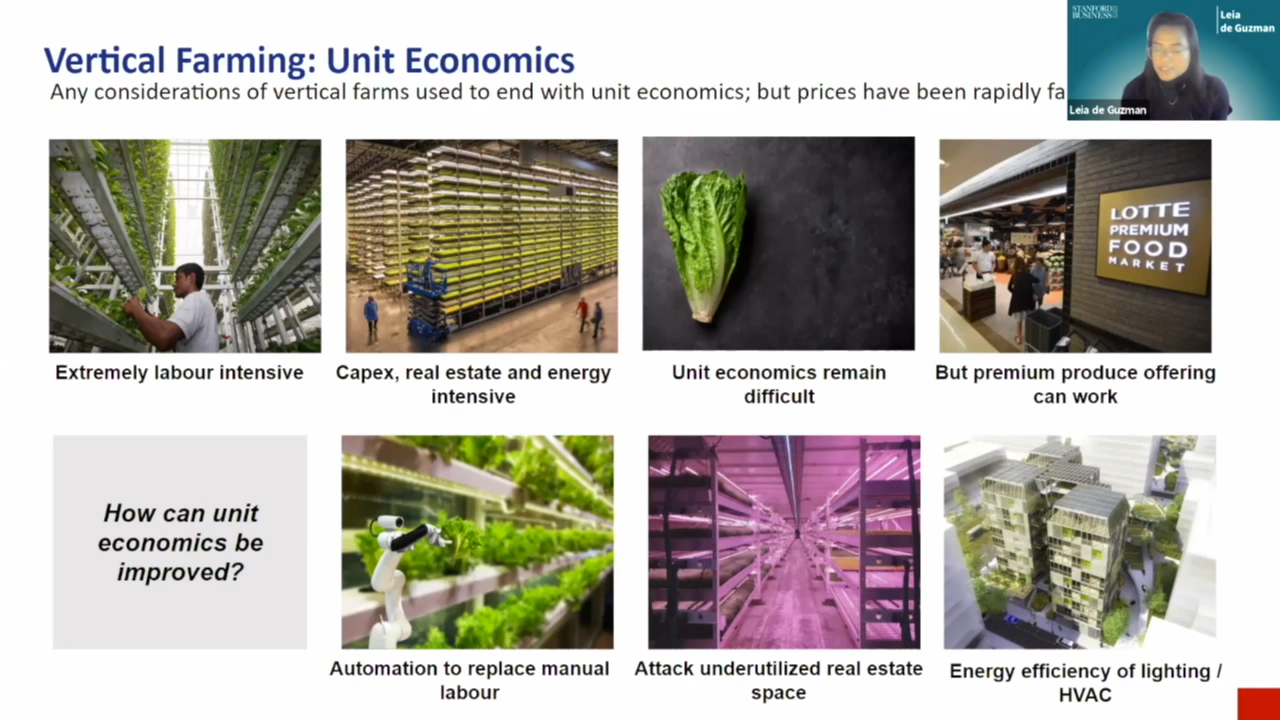 STANFORD
BUSINESS
Leia
de Guzman
Leia de Guzman
Vertical Farming: Unit Economics
Any considerations of vertical farms used to end with unit economics; but prices have been rapidly fa
LOTTE
PREMIUM
FOOD
MARKET
Extremely labour intensive
Capex, real estate and energy
intensive
Unit economics remain
difficult
But premium produce offering
can work
How can unit
economics be
improved?
Automation to replace manual
labour
Attack underutilized real estate
space
Energy efficiency of lighting /
HVAC